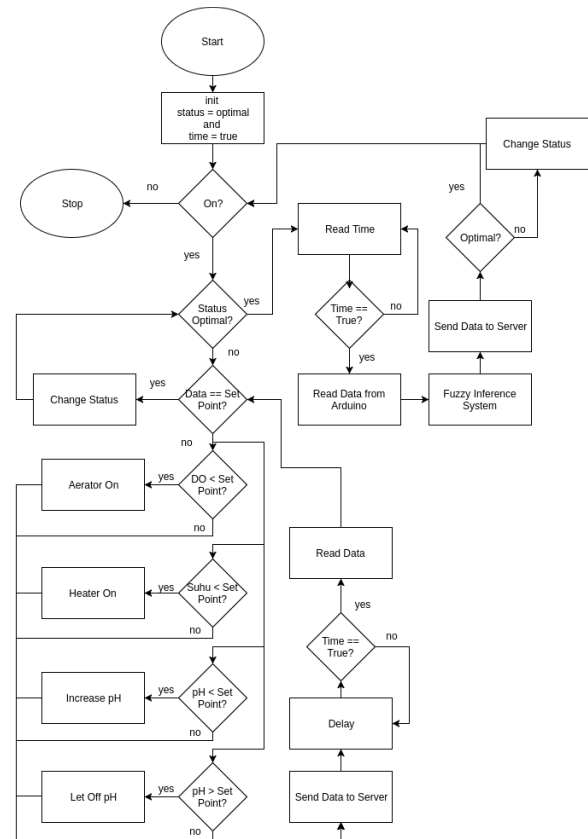 Start
init
status = optimal
and
time = true
Change Status
On?
no
Stop
yes
Optimal?
no
yes
Read Time
Status
Optimal?
yes
Time ==
True?
no
Send Data to Server
no
yes
Change Status
yes
Data == Set
Point?
Read Data from
Arduino
Fuzzy Inference
System
no
Aerator On
yes
DO < Set
Point?
no
Read Data
Heater On
yes
Suhu < Set
Point?
no
yes
Time ==
True?
no
Increase pH
yes
pH < Set
Point?
no
Delay
Let Off pH
yes
pH > Set
Point?
no
Send Data to Server